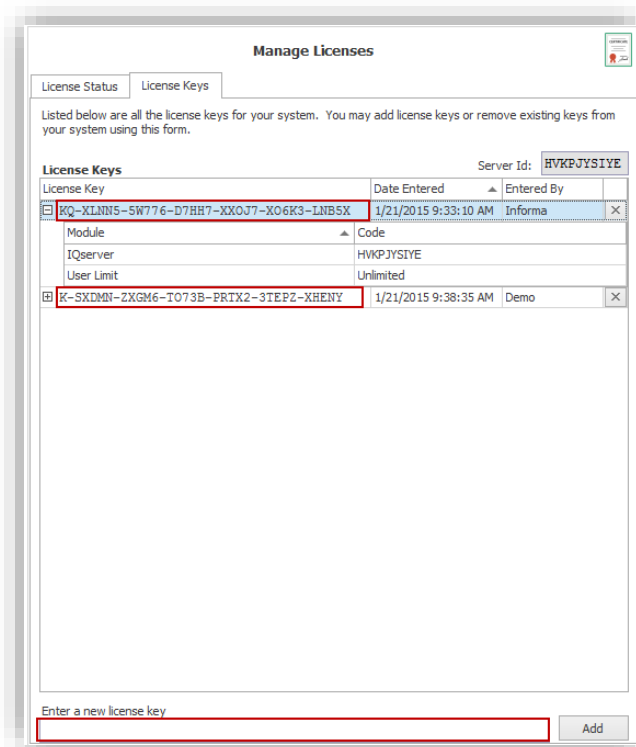 Manage Licenses
License Status License Keys
Listed below are all the license keys for your system. You may add license keys or remove existing keys from
your system using this form.
License Keys Server Id: HVKPJYSIYE
License Key Date Entered Entered By
KQ-XLNN5-5W776-D7HH7-XXOJ7-XO6K3-LNB5X 1/21/2015 9:33:10 AM Informa
Module Code
IQserver HVKPJYSIYE
User Limit Unlimited
K-SXDMN-ZXGM6-TO73B-PRTX2-3TEPZ-XHENY 1/21/2015 9:38:35 AM Demo
Enter a new license key
Add